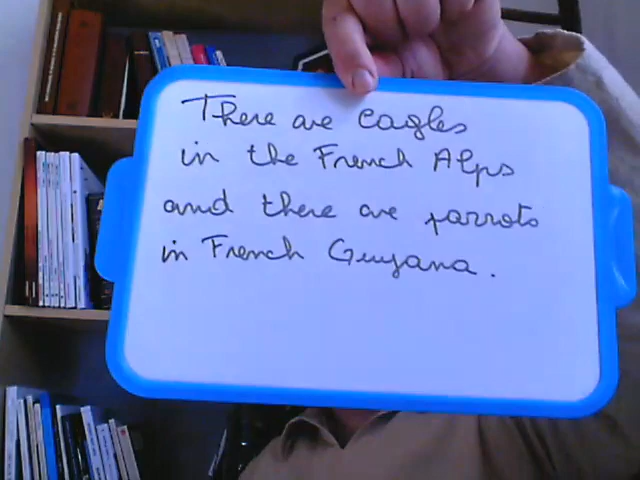 There are eagles
in the French Alps
and there are parrots
in French Guyana.